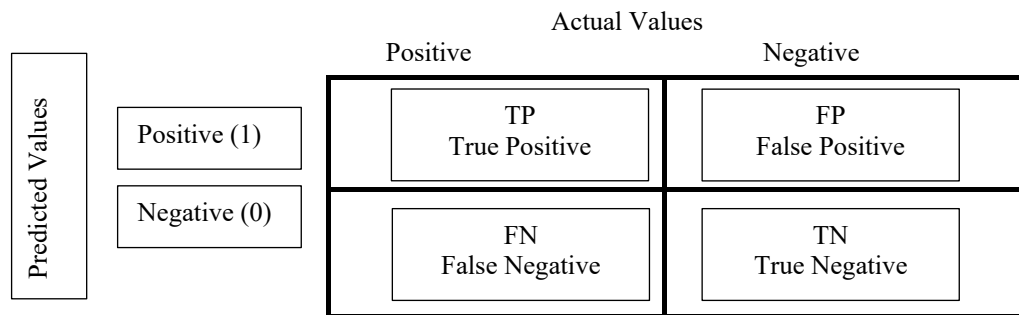 Actual Values
Positive Negative
Predicted Values
Positive (1)
TP
True Positive
FP
False Positive
Negative (0)
FN
False Negative
TN
True Negative